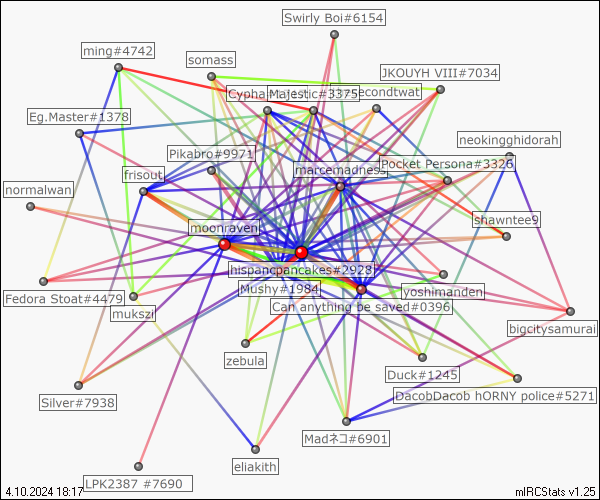 Swirly Boi#6154
ming#4742
somass
JKOUYH VIII#7034
Cypha
Majestic#3375
secondtwat
Eg.Master#1378
neokingghidorah
Pikabro#9971
marcemadness
Pocket Persona#3326
frisout
normalwan
shawntee9
moonraven
hispanopancakes#2928
Fedora Stoat#4479
Mushy#1984
yoshimanden
mukszi
Can anything be saved#0396
bigcitysamurai
zebula
Duck#1245
DacobDacob hORNY police#5271
Silver#7938
Madネコ#6901
eliakith
LPK2387 #7690
4.10.2024 18:17
mIRCStats v1.25